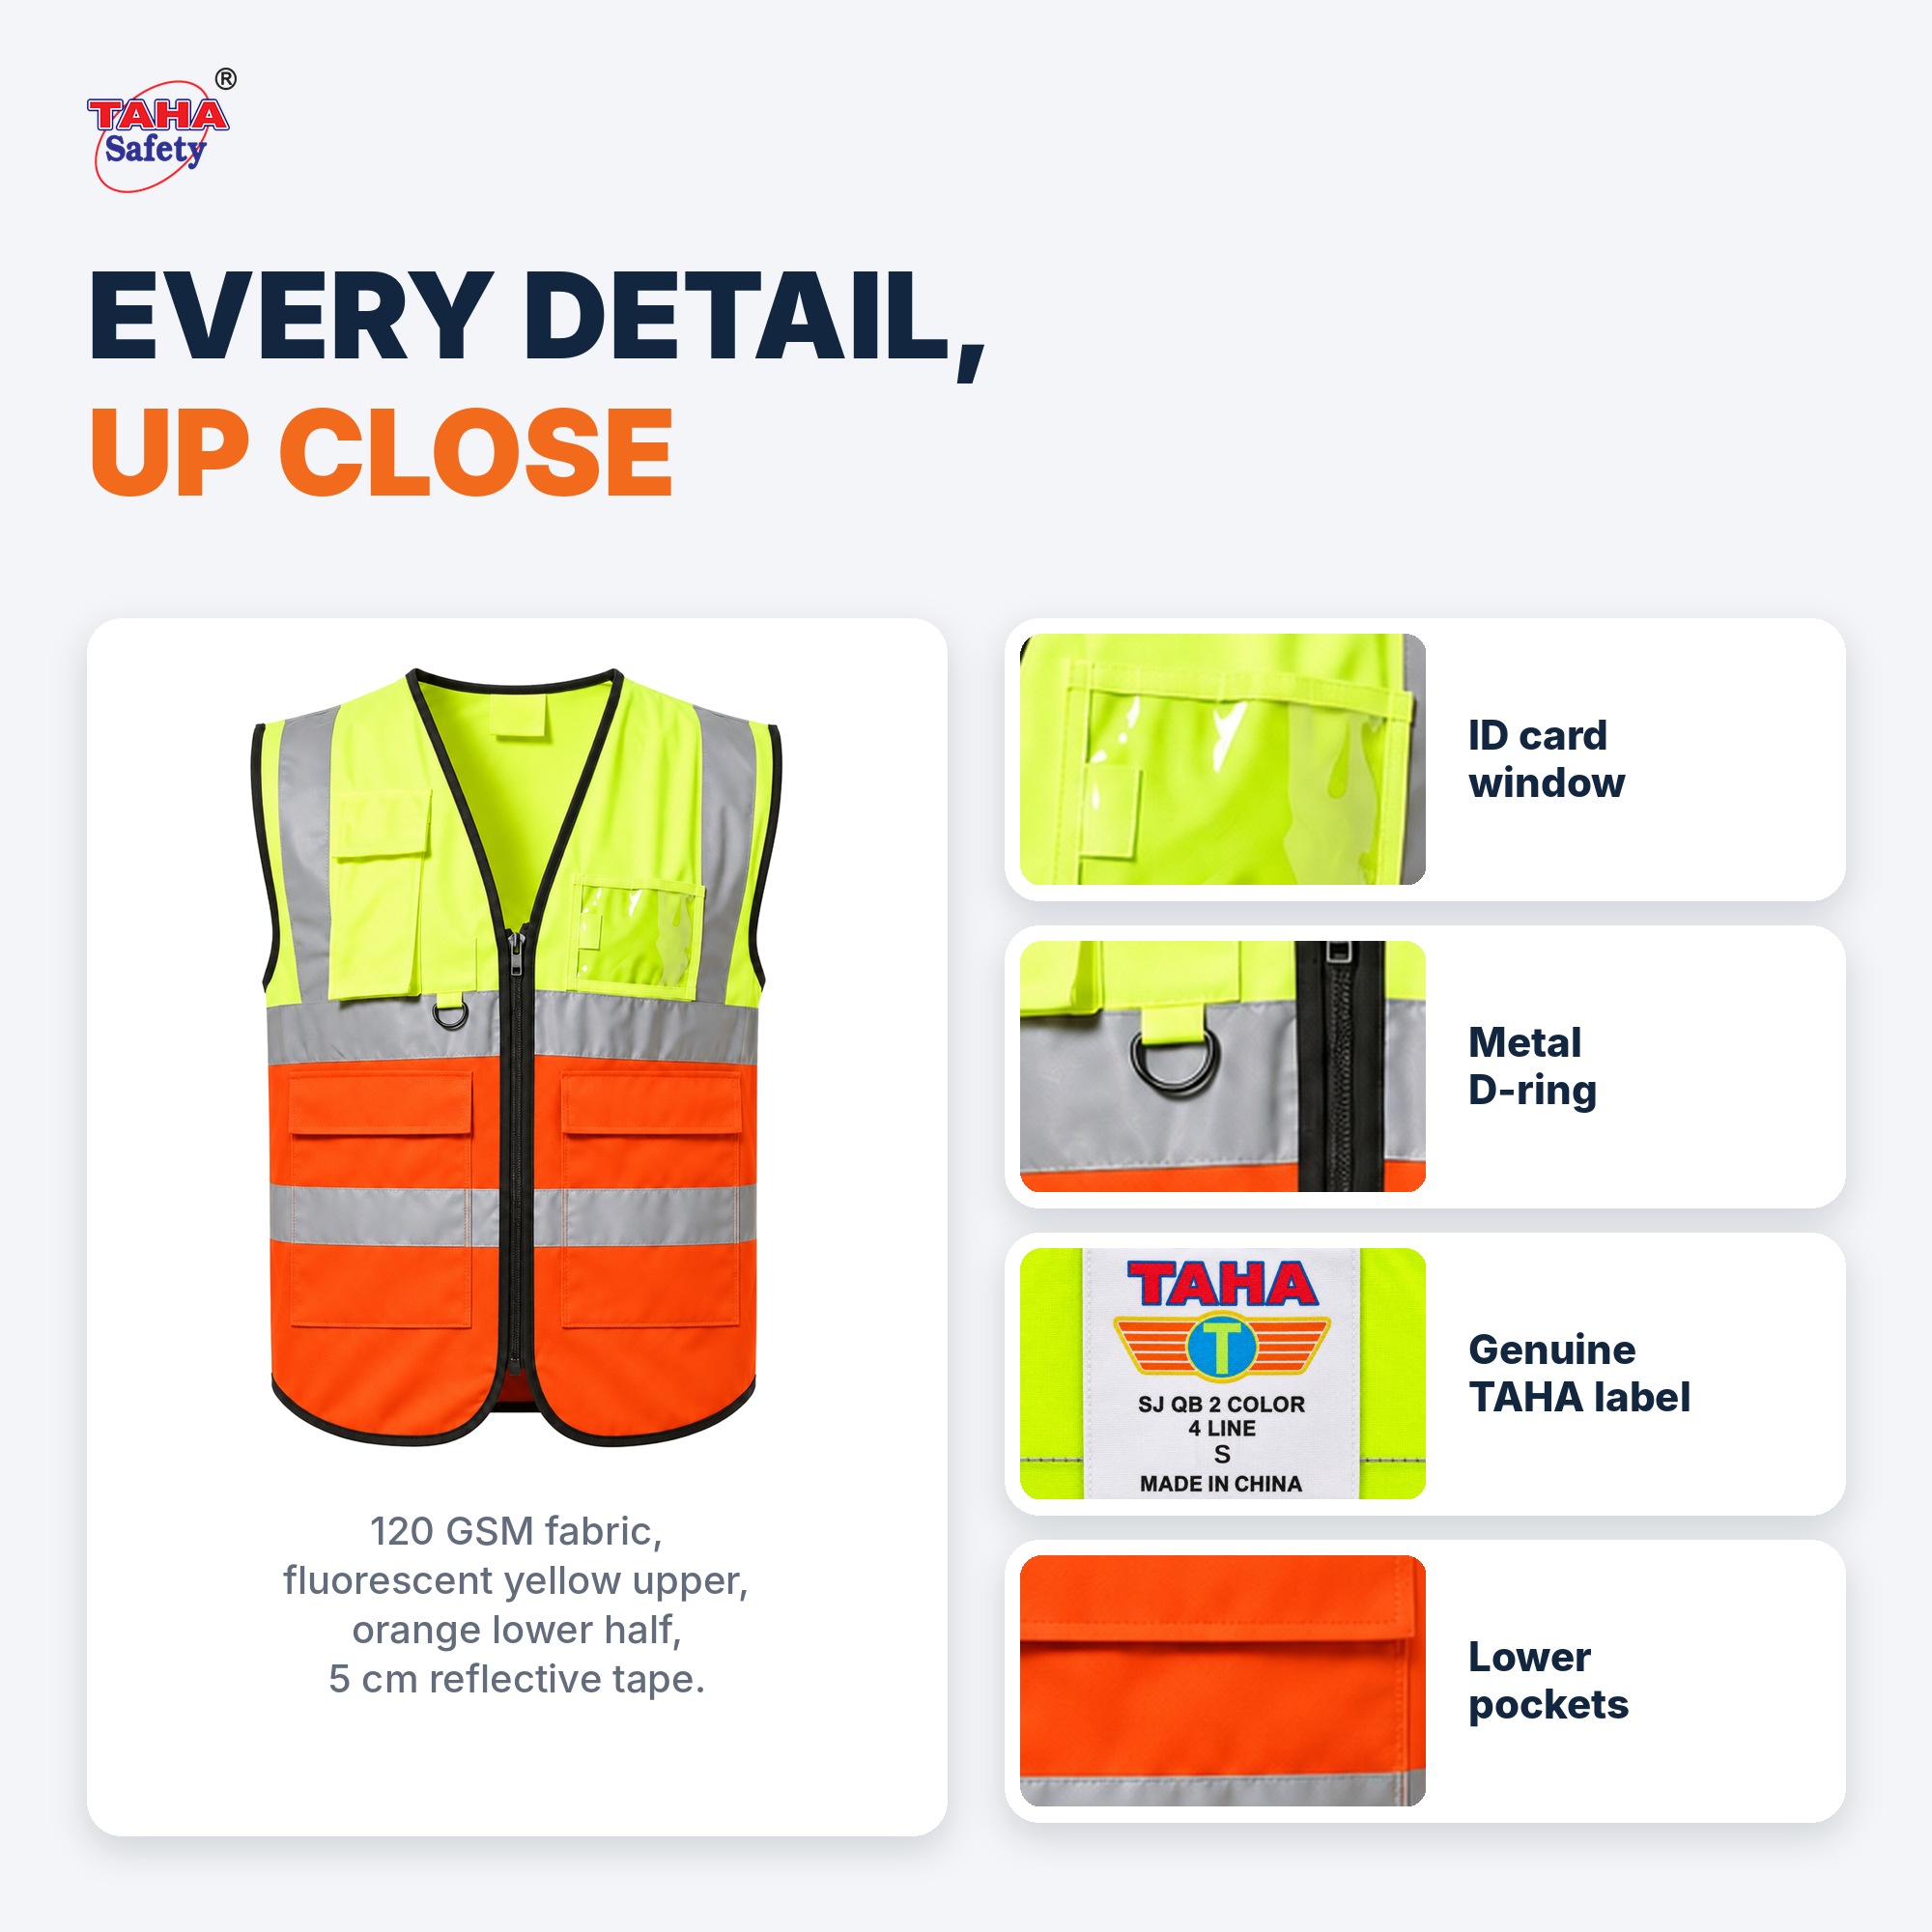 ®
TAHA
Safety
EVERY DETAIL,
UP CLOSE
120 GSM fabric,
fluorescent yellow upper,
orange lower half,
5 cm reflective tape.
ID card
window
Metal
D-ring
TAHA
T
SJ QB 2 COLOR
4 LINE
S
MADE IN CHINA
Genuine
TAHA label
Lower
pockets